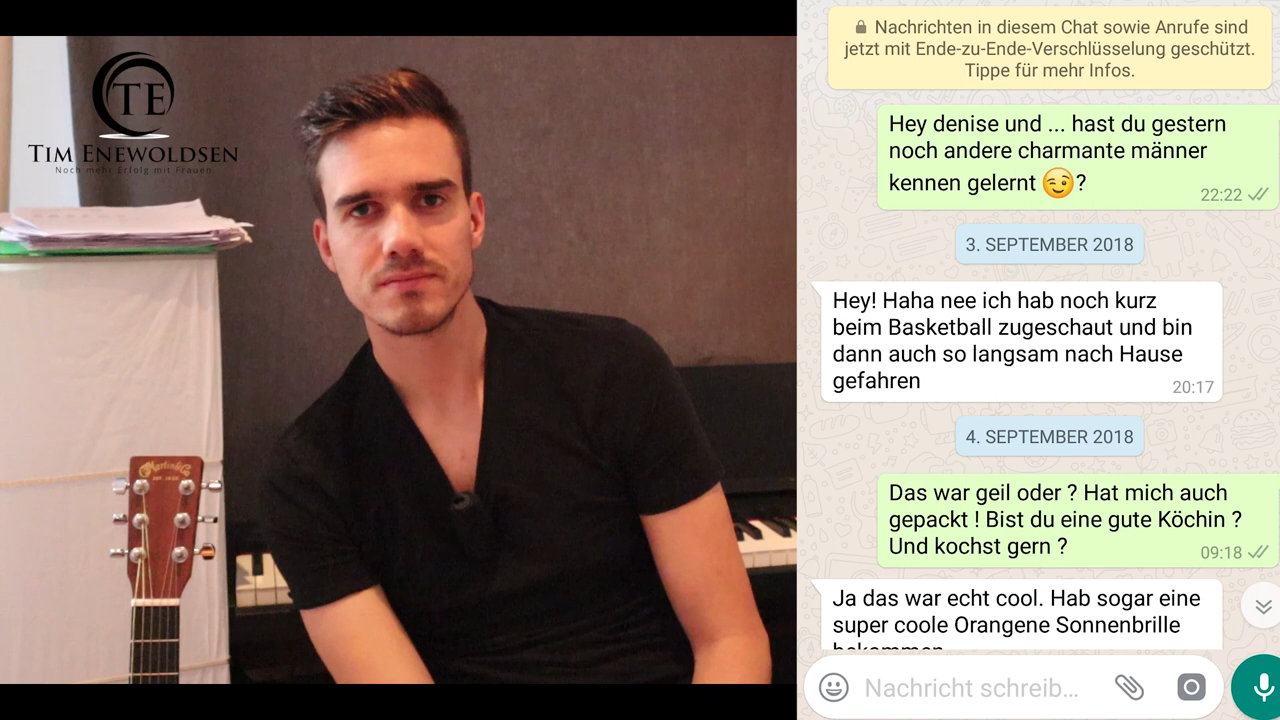 TE
TIM ENEWOLDSEN
Noch mehr Erfolg mit Frauen
Martin & Co
EST. 1833
Nachrichten in diesem Chat sowie Anrufe sind
jetzt mit Ende-zu-Ende-Verschlüsselung geschützt.
Tippe für mehr Infos.
Hey denise und ... hast du gestern
noch andere charmante männer
kennen gelernt 😉?
22:22
3. SEPTEMBER 2018
Hey! Haha nee ich hab noch kurz
beim Basketball zugeschaut und bin
dann auch so langsam nach Hause
gefahren
20:17
4. SEPTEMBER 2018
Das war geil oder ? Hat mich auch
gepackt ! Bist du eine gute Köchin ?
Und kochst gern ?
09:18
Ja das war echt cool. Hab sogar eine
super coole Orangene Sonnenbrille
bekommen
Nachricht schreib...